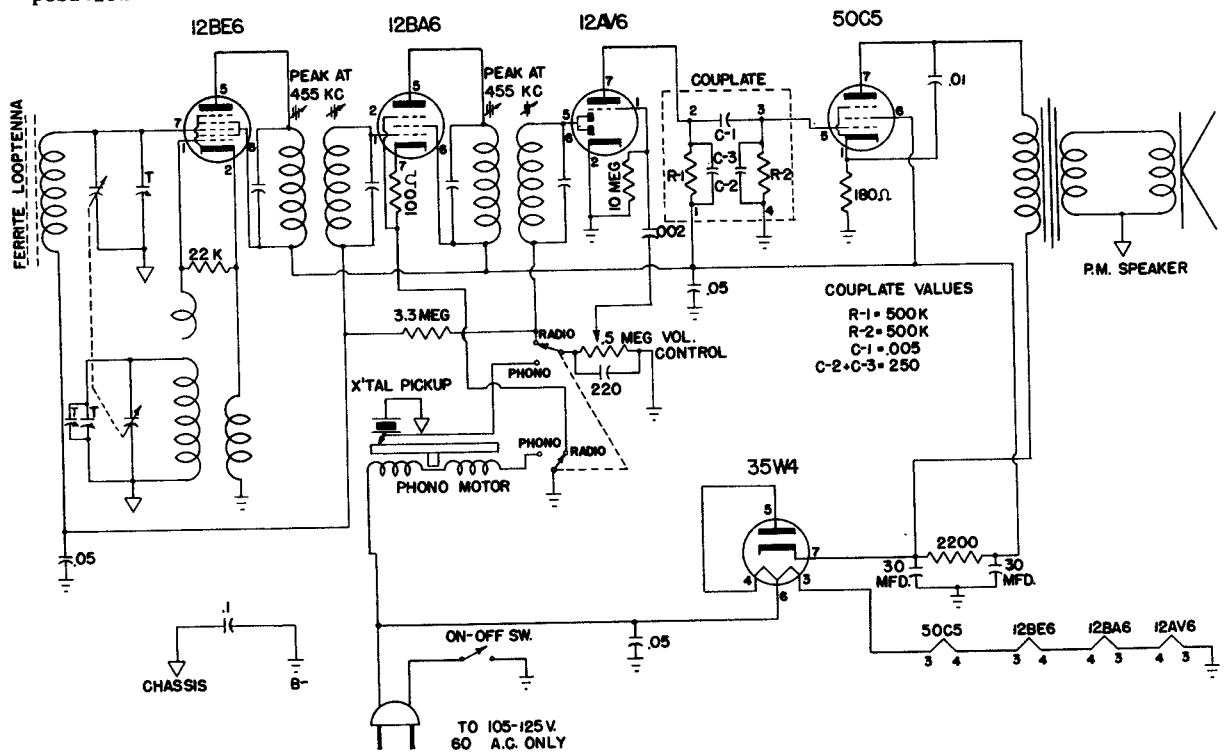 12BE6
12BA6
12AV6
50C5
PEAK AT
455 KC
PEAK AT
455 KC
COUPLATE
5
7
6
2
2
5
1
6
7
7
1
5
6
2
2
3
C-1
C-3
C-2
R-1
R-2
1
4
7
6
5
1
.01
FERRITE LOOPTENNA
T
100Ω
10 MEG
.002
180Ω
22 K
.05
P.M. SPEAKER
COUPLATE VALUES
R-1 = 500K
R-2 = 500K
C-1 = .005
C-2+C-3 = 250
3.3 MEG
RADIO
PHONO
.5 MEG VOL.
CONTROL
220
X'TAL PICKUP
T T
PHONO
RADIO
PHONO MOTOR
35W4
5
7
4
6
3
2200
30
MFD.
30
MFD.
.05
.1
CHASSIS
B-
ON-OFF SW.
.05
50C5
12BE6
12BA6
12AV6
3 4
3 4
4 3
4 3
TO 105-125 V.
60 A.C. ONLY